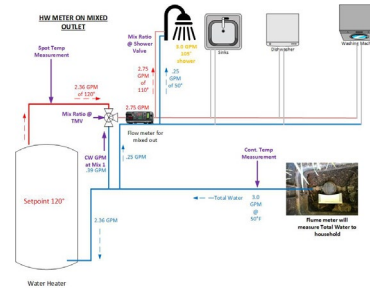 HW METER ON MIXED
OUTLET
Spot Temp
Measurement
Mix Ratio
@ Shower
Valve
3.0 GPM
shower
Sinks
Dishwasher
2.36 GPM
of 120°
2.75
GPM
of
110°
.25
GPM
of 50°
Mix Ratio @
TMV
2.75 GPM
Flow meter for
mixed out
CW GPM
at Mix 1
.39 GPM
.25 GPM
Cont. Temp
Measurement
Setpoint 120°
Total Water
3.0
GPM
@
50°F
Flume meter will
measure Total Water to
household
2.36 GPM
Water Heater